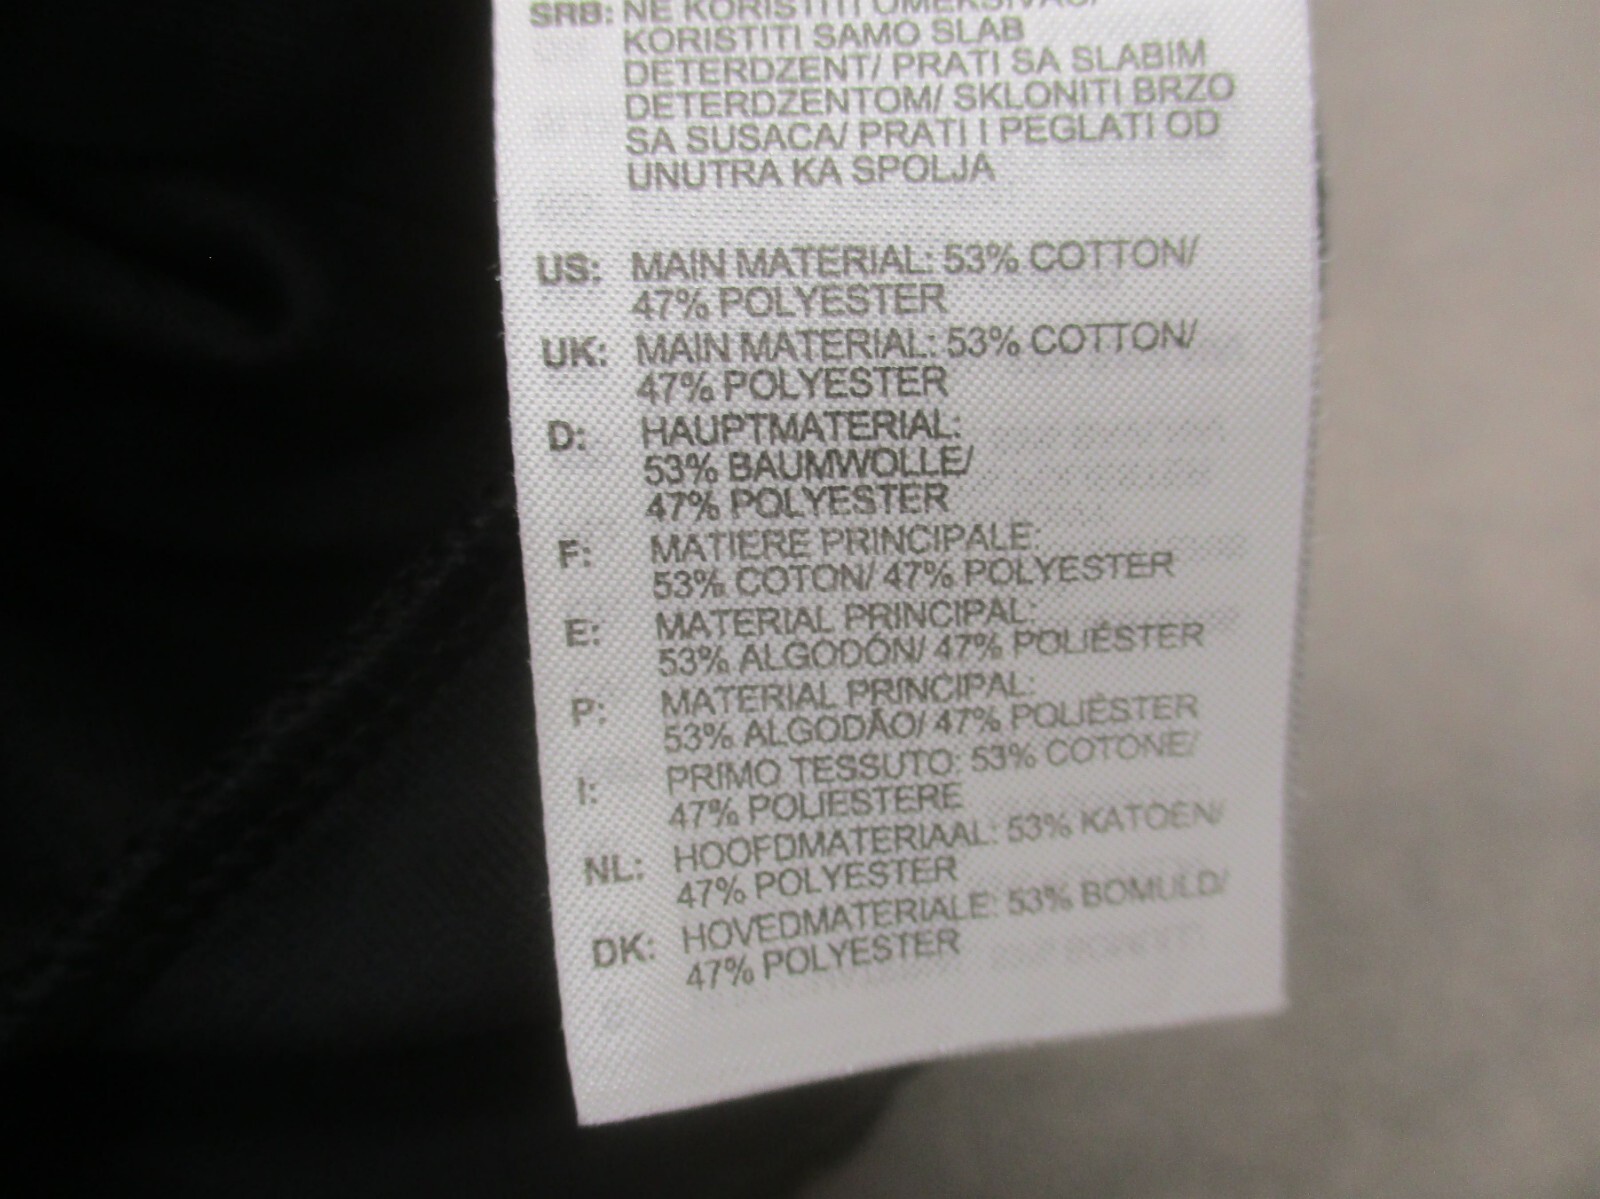 SRB: NE KORISTITI OMEKSIVAC/
KORISTITI SAMO SLAB
DETERDZENT/ PRATI SA SLABIM
DETERDZENTOM/ SKLONITI BRZO
SA SUSACA/ PRATI I PEGLATI OD
UNUTRA KA SPOLJA
US: MAIN MATERIAL: 53% COTTON/
47% POLYESTER
UK: MAIN MATERIAL: 53% COTTON/
47% POLYESTER
D: HAUPTMATERIAL:
53% BAUMWOLLE/
47% POLYESTER
F: MATIERE PRINCIPALE:
53% COTON/ 47% POLYESTER
E: MATERIAL PRINCIPAL:
53% ALGODÓN/ 47% POLIÉSTER
P: MATERIAL PRINCIPAL:
53% ALGODÃO/ 47% POLIÉSTER
I: PRIMO TESSUTO: 53% COTONE/
47% POLIESTERE
NL: HOOFDMATERIAAL: 53% KATOEN/
47% POLYESTER
DK: HOVEDMATERIALE: 53% BOMULD/
47% POLYESTER